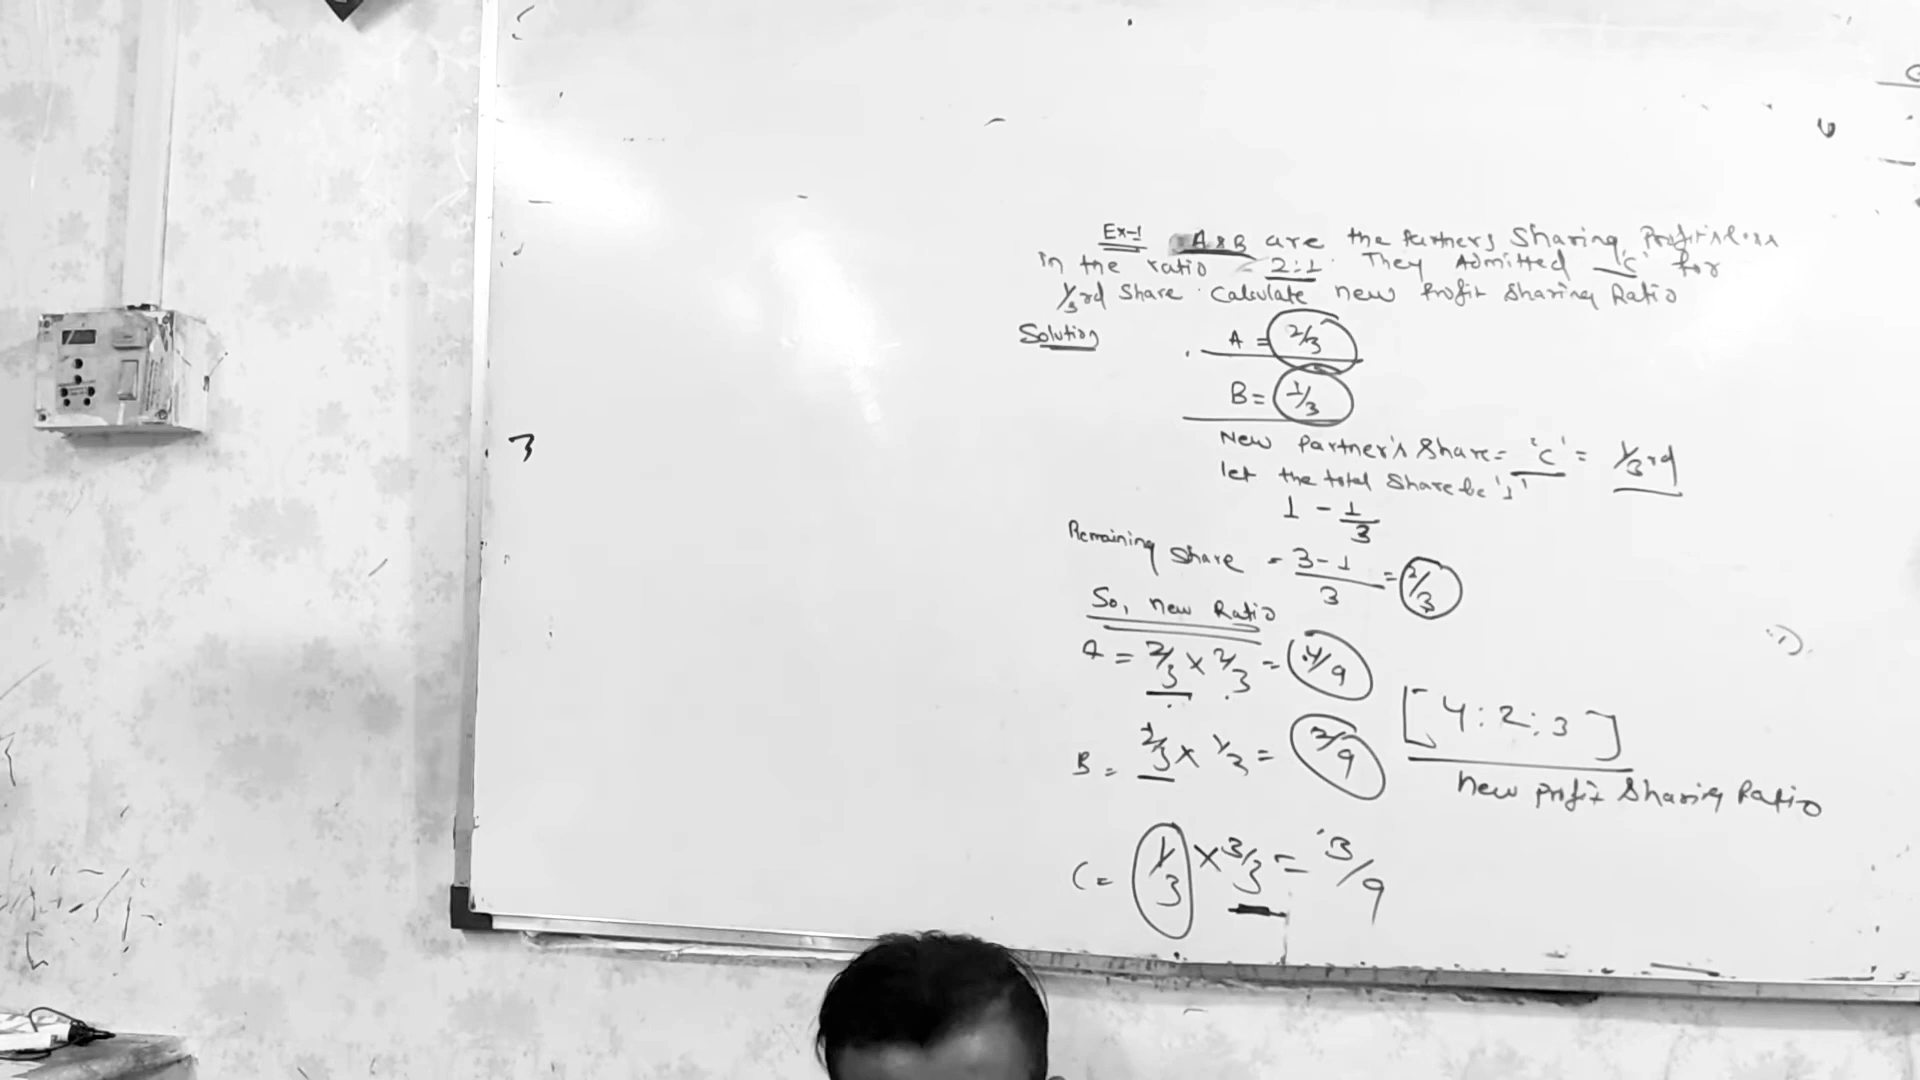 Ex-1 A & B are the Partners Sharing Profit & loss
in the ratio 2:1. They Admitted 'C' for
1/3rd Share. Calculate new Profit Sharing Ratio
Solution
A = 2/3
B = 1/3
New Partner's Share = 'C' = 1/3rd
let the total Share be '1'
1 - 1/3
Remaining Share = 3-1/3 = 2/3
So, new Ratio
A = 2/3 × 2/3 = 4/9
[4:2:3]
B = 2/3 × 1/3 = 2/9
New profit Sharing Ratio
C = 1/3 × 3/3 = 3/9